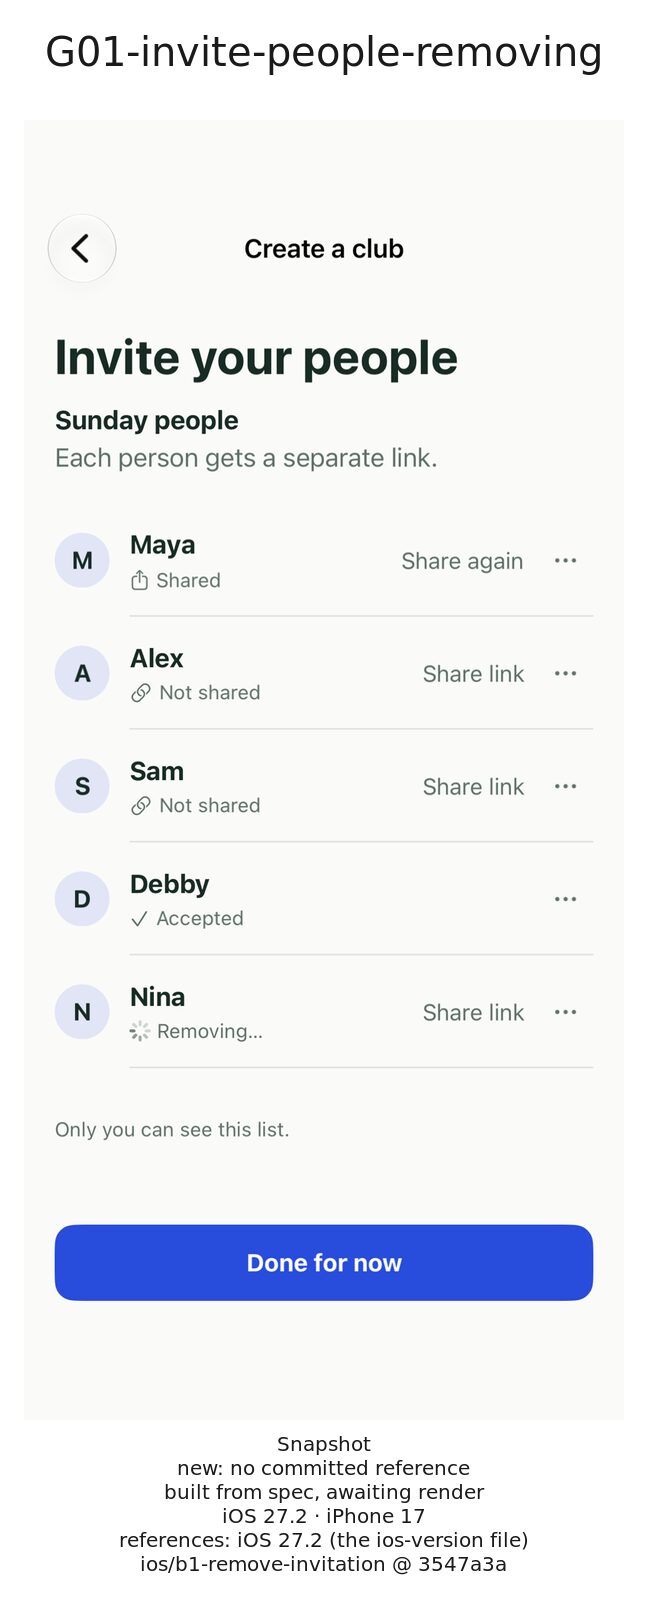 G01-invite-people-removing
Create a club
Invite your people
Sunday people
Each person gets a separate link.
M
Maya
Shared
Share again
A
Alex
Not shared
Share link
S
Sam
Not shared
Share link
D
Debby
Accepted
N
Nina
Removing...
Share link
Only you can see this list.
Done for now
Snapshot
new: no committed reference
built from spec, awaiting render
iOS 27.2 · iPhone 17
references: iOS 27.2 (the ios-version file)
ios/b1-remove-invitation @ 3547a3a